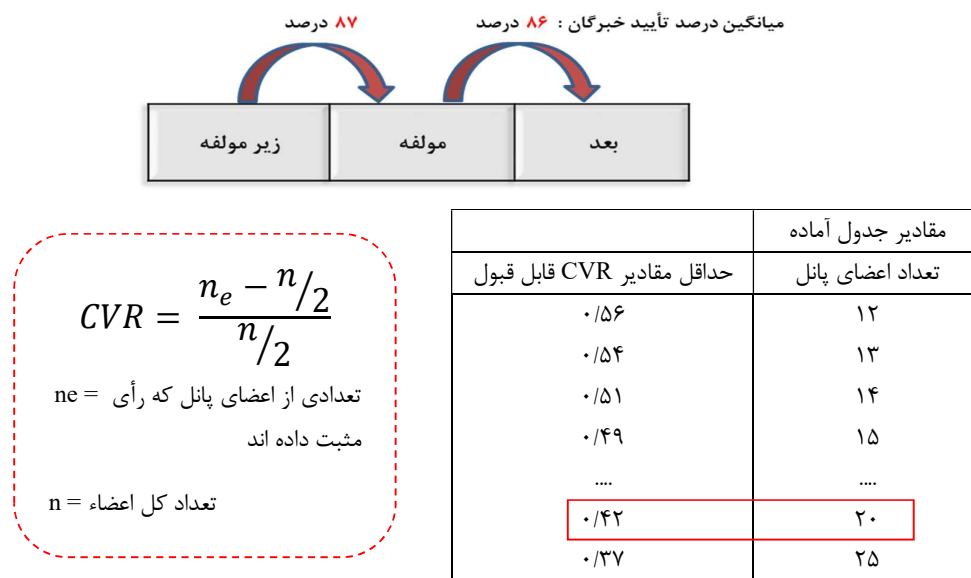 میانگین درصد تأیید خبرگان : ۸۶ درصد ۸۷ درصد
بعد مولفه زیر مولفه
مقادیر جدول آماده
تعداد اعضای پانل حداقل مقادیر CVR قابل قبول
۱۲ ۰/۵۶
۱۳ ۰/۵۴
۱۴ ۰/۵۱
۱۵ ۰/۴۹
.... ....
۲۰ ۰/۴۲
۲۵ ۰/۳۷
CVR = (n_e − n/2) / (n/2)
ne = تعدادی از اعضای پانل که رأی
مثبت داده اند
n = تعداد کل اعضاء